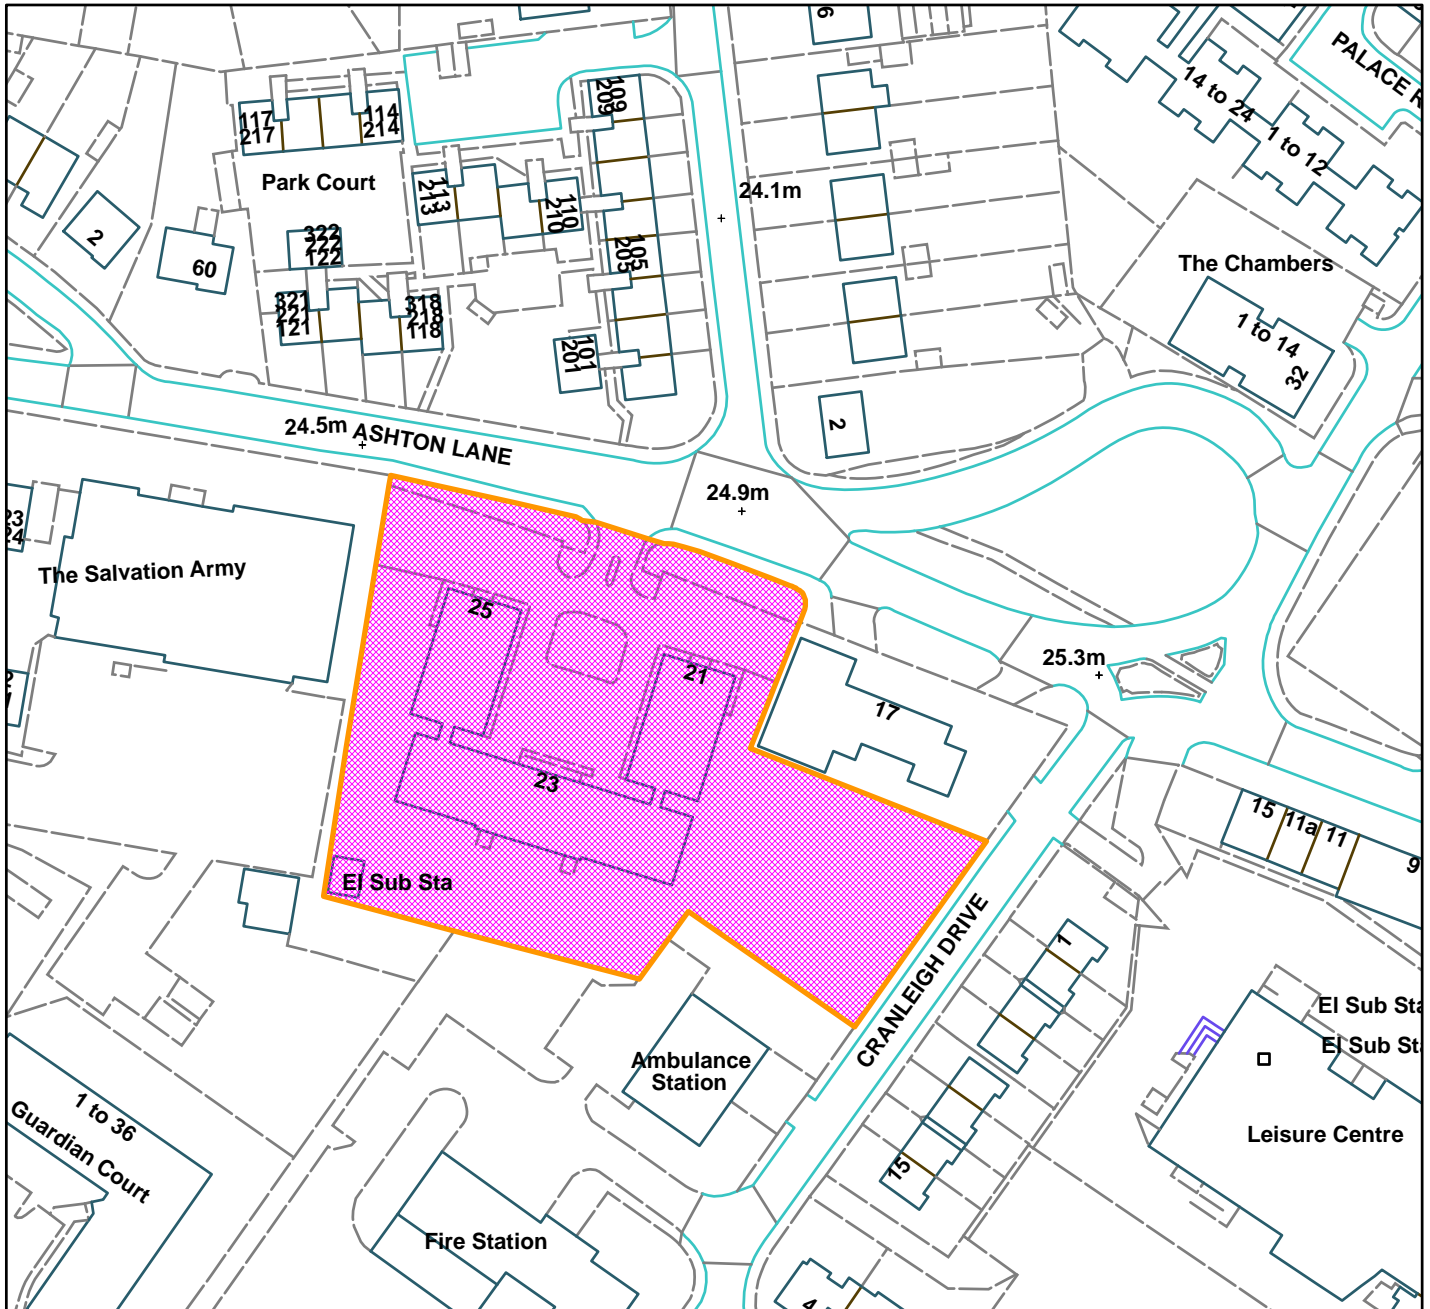 6
PALACE R
117
217
114
214
109
209
14 to 24
1 to 12
Park Court
113
213
110
210
24.1m
2
60
322
222
122
105
205
The Chambers
321
221
121
318
218
118
101
201
1 to 14
32
2
24.5m
ASHTON LANE
24.9m
23
24
The Salvation Army
25
21
25.3m
17
23
15
11a
11
9
El Sub Sta
CRANLEIGH DRIVE
1
El Sub Sta
El Sub Sta
Ambulance
Station
1 to 36
Guardian Court
Leisure Centre
15
Fire Station
4